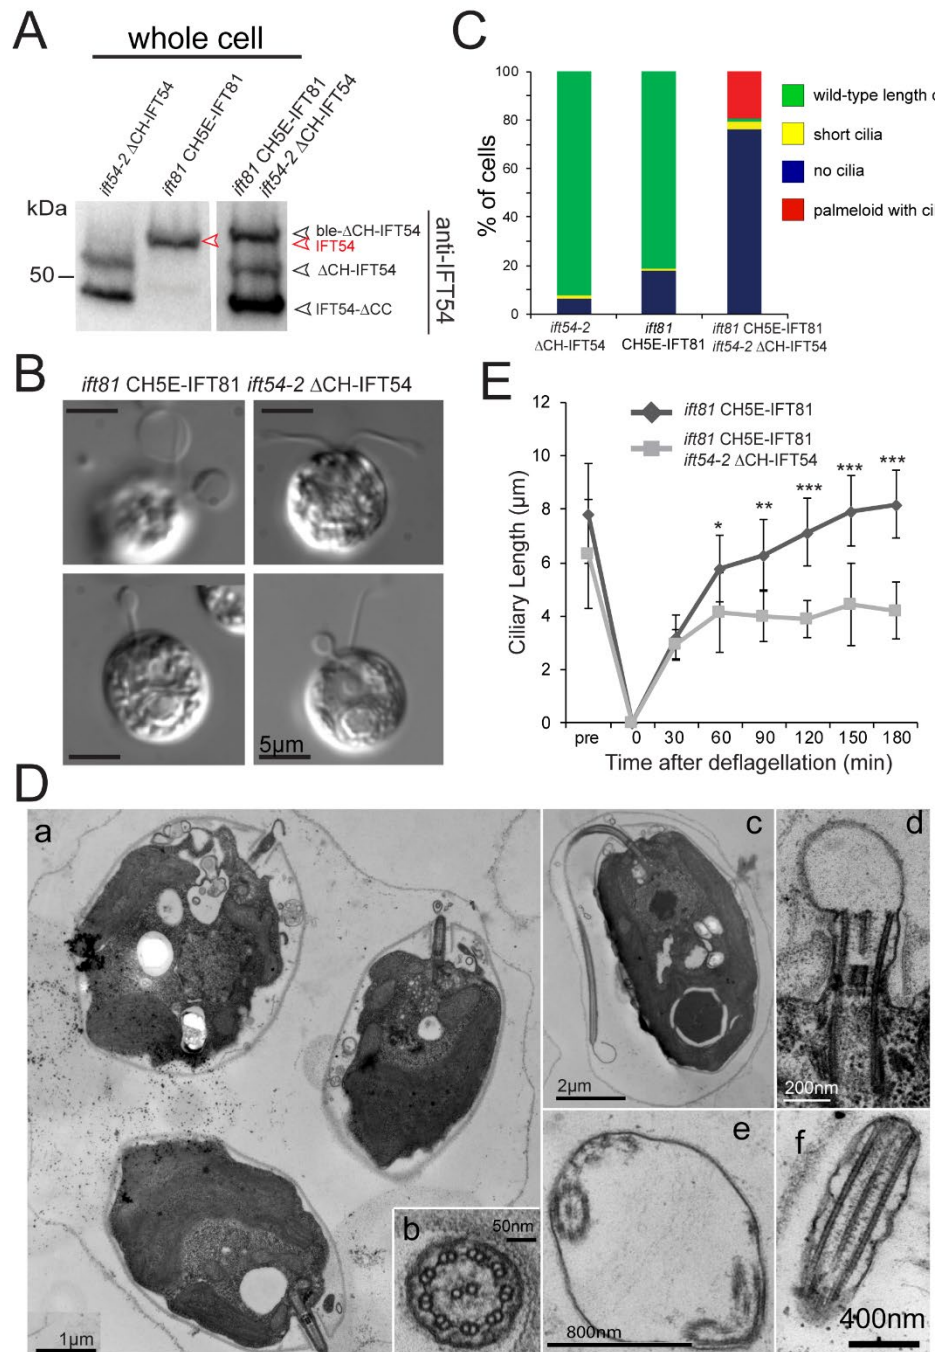 A
whole cell
ift54-2 ΔCH-IFT54
ift81 CH5E-IFT81
ift81 CH5E-IFT81
ift54-2 ΔCH-IFT54
kDa
50
ble-ΔCH-IFT54
IFT54
ΔCH-IFT54
IFT54-ΔCC
anti-IFT54
B
ift81 CH5E-IFT81 ift54-2 ΔCH-IFT54
5μm
C
% of cells
100
80
60
40
20
0
wild-type length c
short cilia
no cilia
palmeloid with ci
ift54-2
ΔCH-IFT54
ift81
CH5E-IFT81
ift81 CH5E-IFT81
ift54-2 ΔCH-IFT54
E
Ciliary Length (μm)
12
10
8
6
4
2
0
ift81 CH5E-IFT81
ift81 CH5E-IFT81
ift54-2 ΔCH-IFT54
* ** *** *** ***
pre 0 30 60 90 120 150 180
Time after deflagellation (min)
D
a
1μm
b
50nm
c
2μm
d
200nm
e
800nm
f
400nm